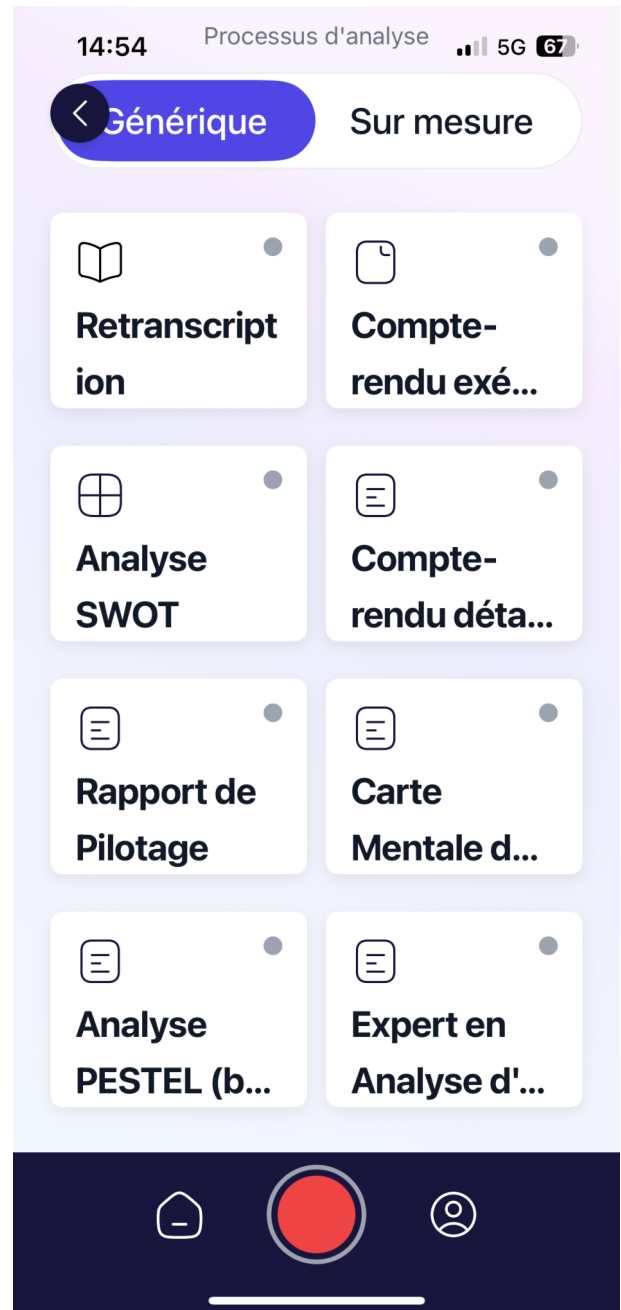 14:54
Processus d'analyse
5G 67
Générique
Sur mesure
Retranscript
ion
Compte-
rendu exé...
Analyse
SWOT
Compte-
rendu déta...
Rapport de
Pilotage
Carte
Mentale d...
Analyse
PESTEL (b...
Expert en
Analyse d'...